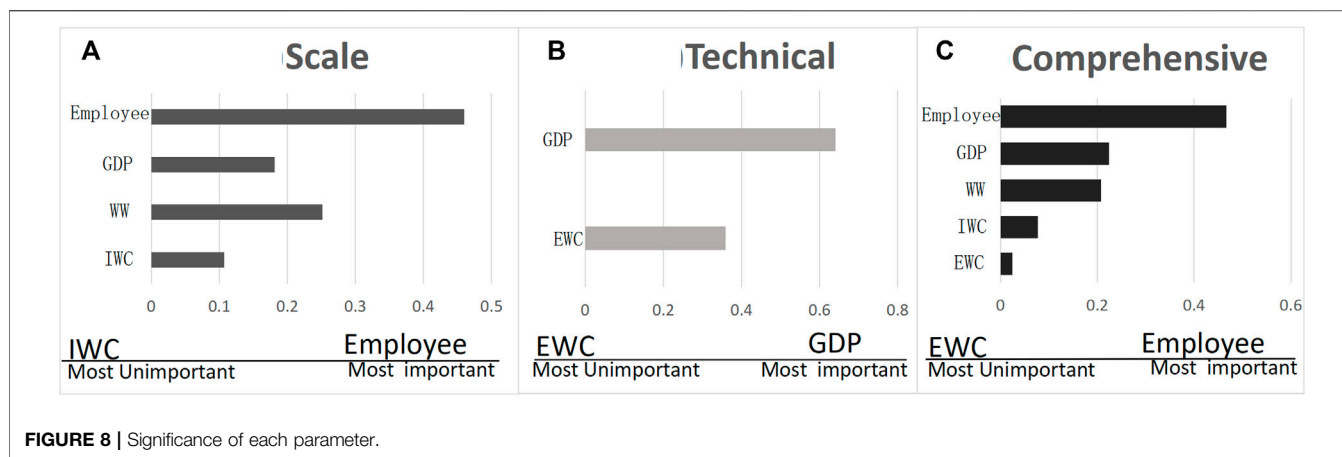 A
Scale
Employee
GDP
WW
IWC
0 0.1 0.2 0.3 0.4 0.5
IWC Employee
Most Unimportant Most important
B
Technical
GDP
EWC
0 0.2 0.4 0.6 0.8
EWC GDP
Most Unimportant Most important
C
Comprehensive
Employee
GDP
WW
IWC
EWC
0 0.2 0.4 0.6
EWC Employee
Most Unimportant Most important
FIGURE 8 | Significance of each parameter.